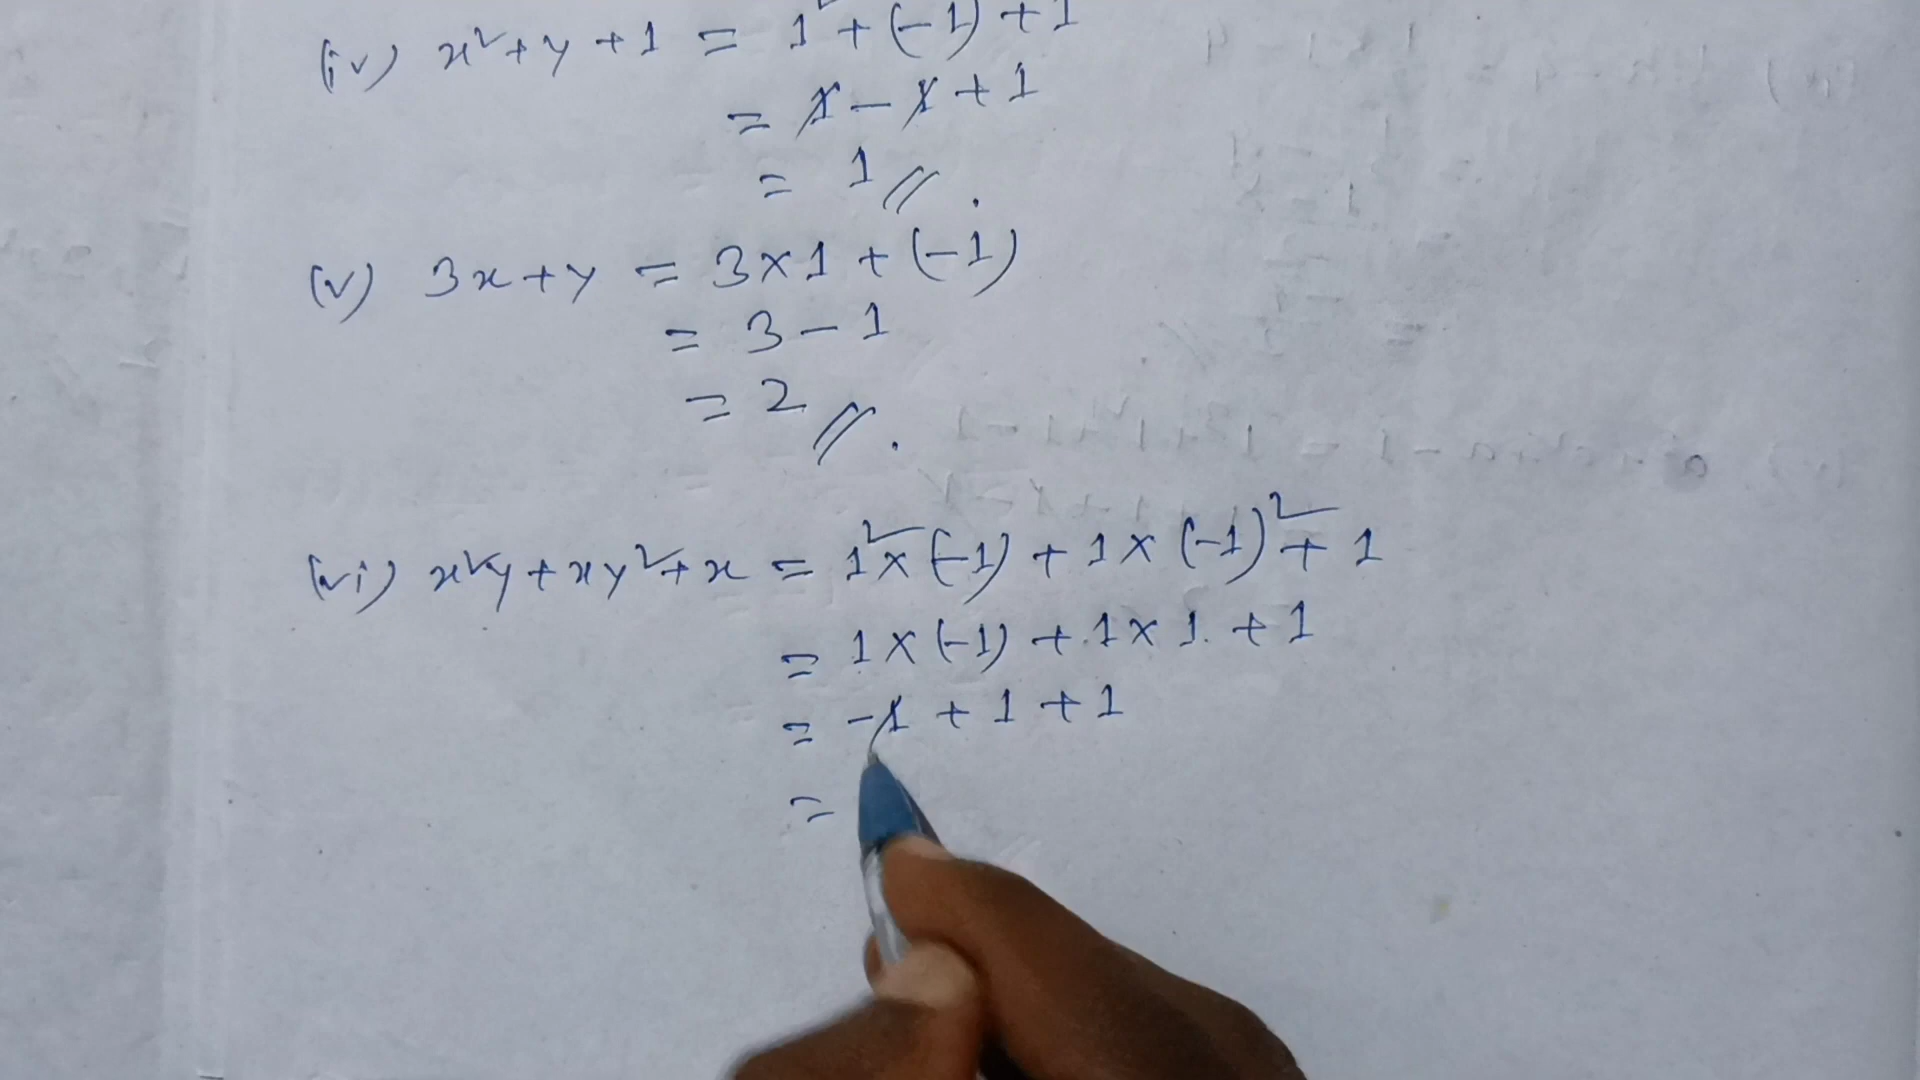 (iv) x² + y + 1 = 1² + (-1) + 1
= 1 - 1 + 1
= 1 //.
(v) 3x + y = 3 × 1 + (-1)
= 3 - 1
= 2 //.
(vi) x²y + xy² + x = 1² × (-1) + 1 × (-1)² + 1
= 1 × (-1) + 1 × 1 + 1
= -1 + 1 + 1
=